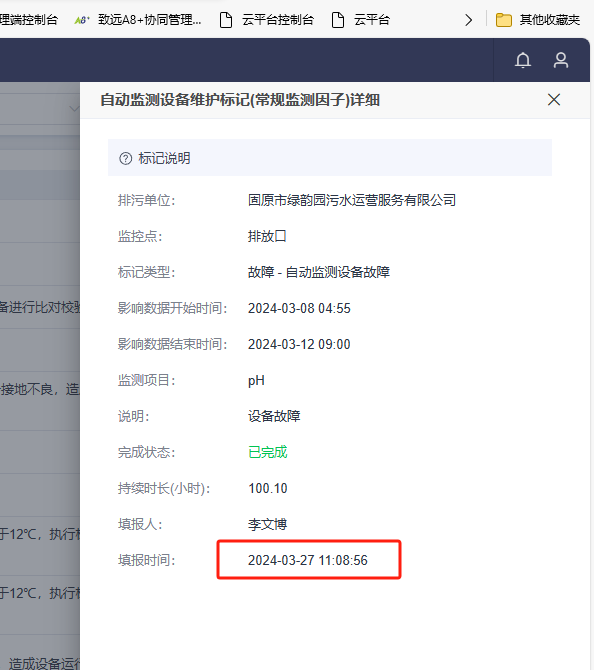 理端控制台 A8+ 致远A8+协同管理... 云平台控制台 云平台 其他收藏夹
自动监测设备维护标记(常规监测因子)详细
标记说明
排污单位： 固原市绿韵园污水运营服务有限公司
监控点： 排放口
标记类型： 故障 - 自动监测设备故障
影响数据开始时间： 2024-03-08 04:55
备进行比对校验
影响数据结束时间： 2024-03-12 09:00
监测项目： pH
接地不良，造
说明： 设备故障
完成状态： 已完成
持续时长(小时)： 100.10
填报人： 李文博
于12℃，执行标
填报时间： 2024-03-27 11:08:56
于12℃，执行标
造成设备运行